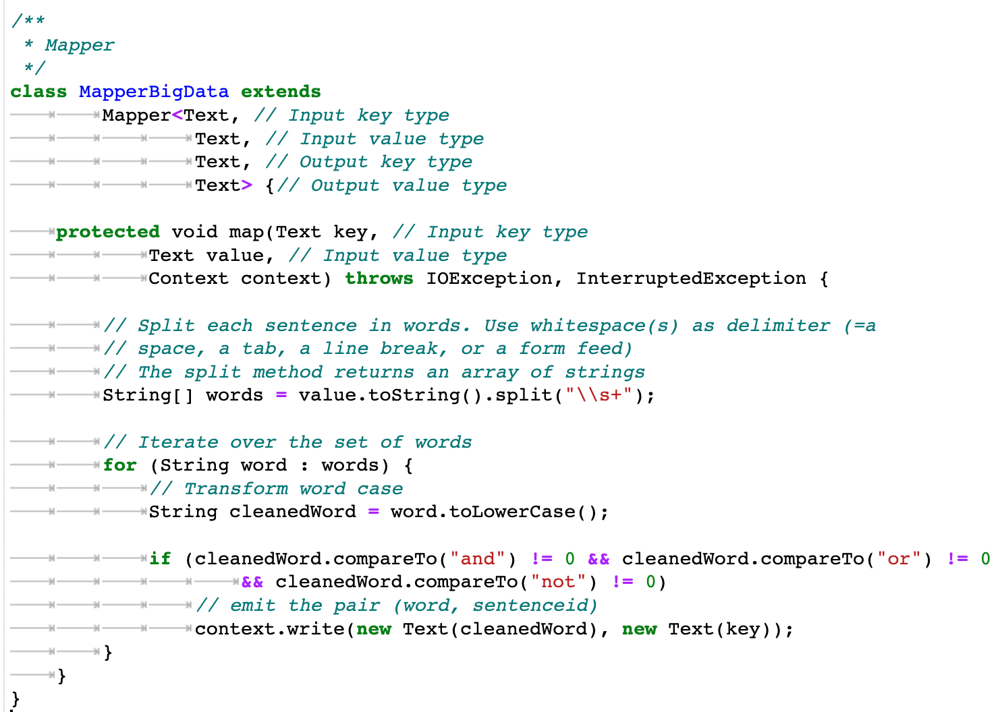 /**
 * Mapper
 */
class MapperBigData extends
		Mapper<Text, // Input key type
				Text, // Input value type
				Text, // Output key type
				Text> {// Output value type

	protected void map(Text key, // Input key type
			Text value, // Input value type
			Context context) throws IOException, InterruptedException {

		// Split each sentence in words. Use whitespace(s) as delimiter (=a
		// space, a tab, a line break, or a form feed)
		// The split method returns an array of strings
		String[] words = value.toString().split("\\s+");

		// Iterate over the set of words
		for (String word : words) {
			// Transform word case
			String cleanedWord = word.toLowerCase();

			if (cleanedWord.compareTo("and") != 0 && cleanedWord.compareTo("or") != 0
					&& cleanedWord.compareTo("not") != 0)
				// emit the pair (word, sentenceid)
				context.write(new Text(cleanedWord), new Text(key));
		}
	}
}